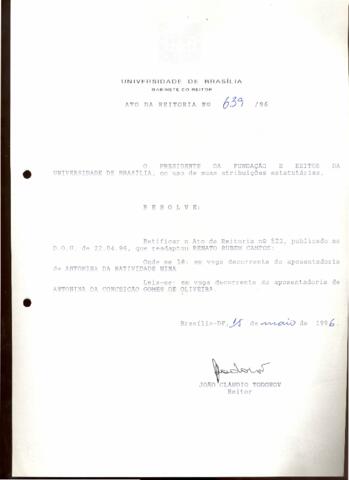 UNIVERSIDADE DE BRASÍLIA
GABINETE DO REITOR
ATO DA REITORIA Nº 639 /96
O PRESIDENTE DA FUNDAÇÃO E REITOR DA
UNIVERSIDADE DE BRASÍLIA, no uso de suas atribuições estatutárias,
R E S O L V E:
Retificar o Ato da Reitoria nº 522, publicado no
D.O.U. de 22.04.96, que readaptou RENATO RUBEM CAMPOS:
Onde se lê: em vaga decorrente da aposentadoria
de ANTONINA DA NATIVIDADE NINA
Leia-se: em vaga decorrente da aposentadoria de
ANTONINA DA CONCEIÇÃO GOMES DE OLIVEIRA.
Brasília-DF, 15 de maio de 1996.
JOÃO CLAUDIO TODOROV
Reitor